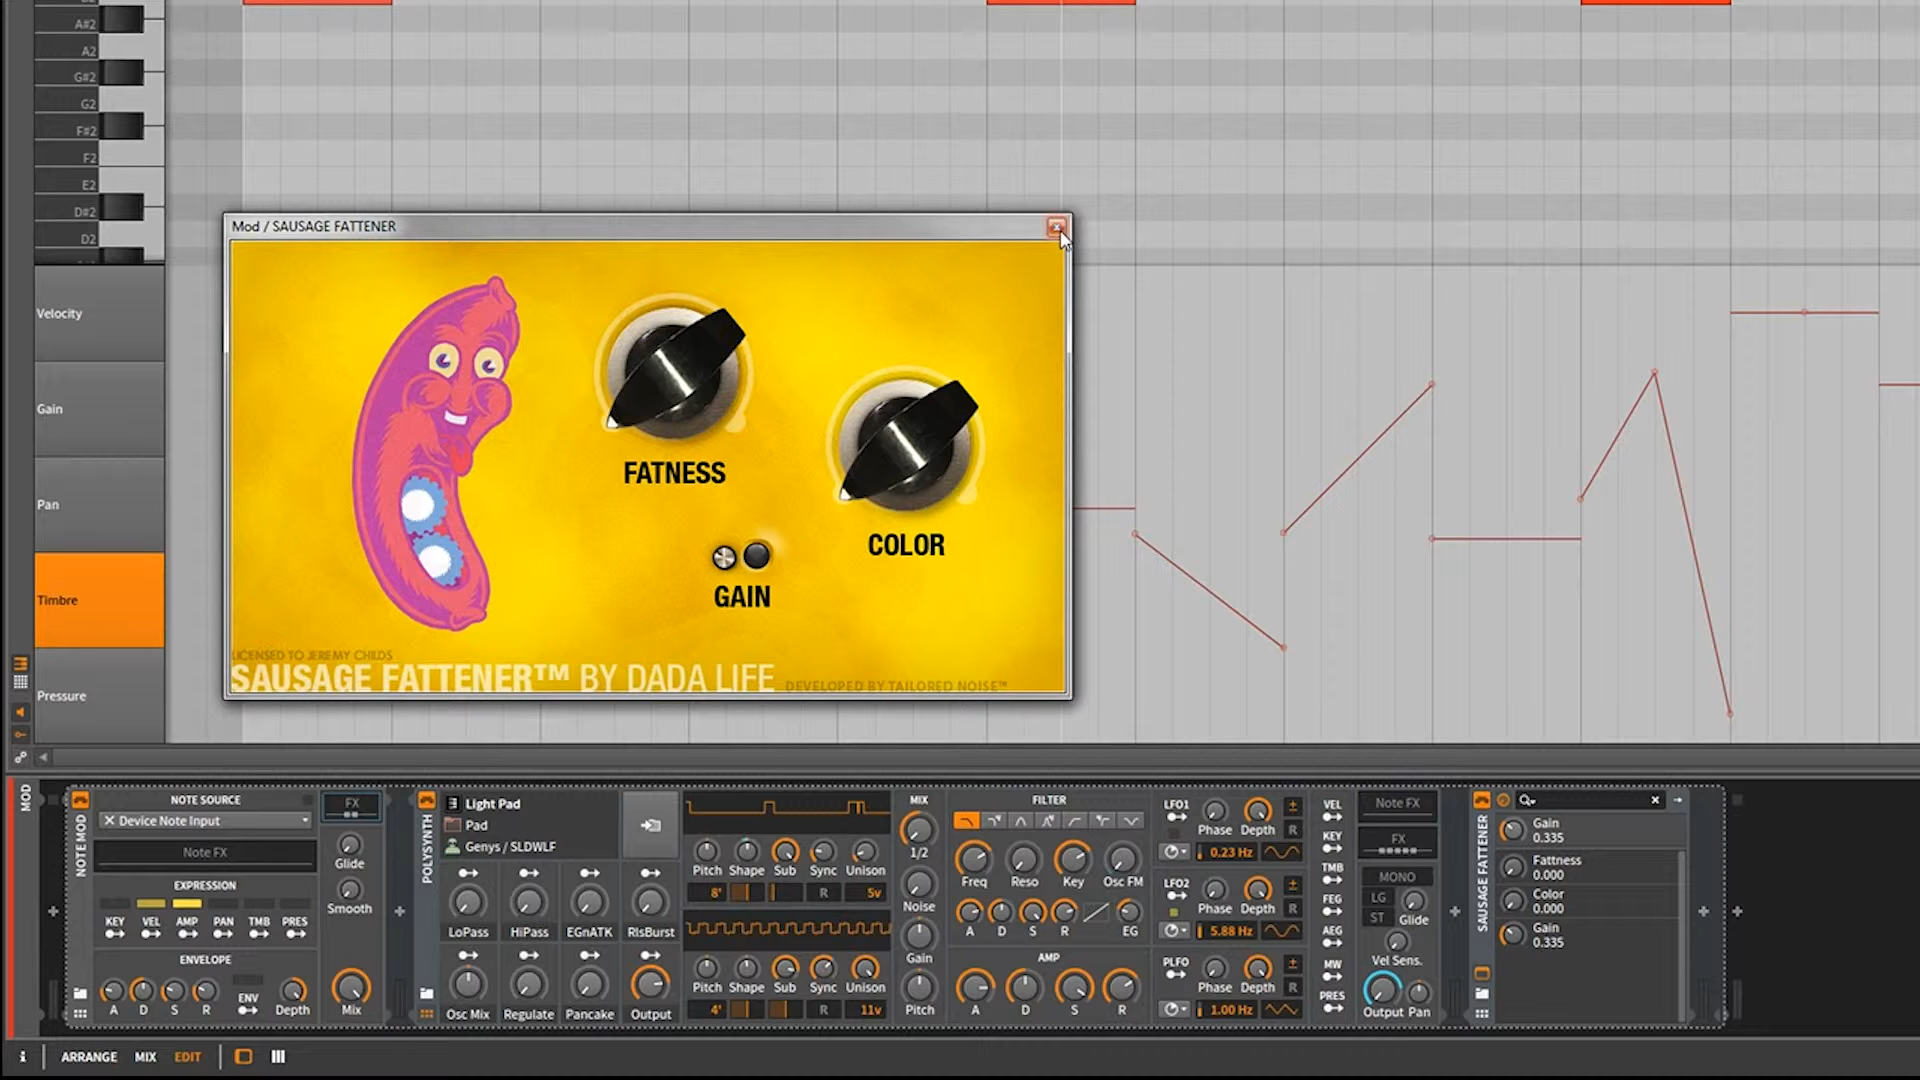 A#2
A2
G#2
G2
F#2
F2
E2
D#2
D2
Velocity
Gain
Pan
Timbre
Pressure
Mod / SAUSAGE FATTENER
FATNESS
COLOR
GAIN
LICENSED TO JEREMY CHILDS
SAUSAGE FATTENER™ BY DADA LIFE
DEVELOPED BY TAILORED NOISE™
MOD
NOTE MOD
NOTE SOURCE
Device Note Input
Note FX
EXPRESSION
KEY VEL AMP PAN TMB PRES
ENVELOPE
A D S R ENV Depth
FX
Glide
Smooth
Mix
POLYSYNTH
Light Pad
Pad
Genys / SLDWLF
LoPass HiPass EGnATK RlsBurst
Osc Mix Regulate Pancake Output
Pitch Shape Sub Sync Unison
8' R 5v
Pitch Shape Sub Sync Unison
4' R 11v
MIX
1/2
Noise
Gain
Pitch
FILTER
Freq Reso Key Osc FM
A D S R EG
AMP
A D S R
LFO1
Phase Depth R
0.23 Hz
LFO2
Phase Depth R
5.88 Hz
PLFO
Phase Depth R
1.00 Hz
VEL
KEY
TMB
FEG
AEG
MW
PRES
Note FX
FX
MONO
LG
ST Glide
Vel Sens.
Output Pan
SAUSAGE FATTENER
Gain
0.335
Fattness
0.000
Color
0.000
Gain
0.335
i ARRANGE MIX EDIT